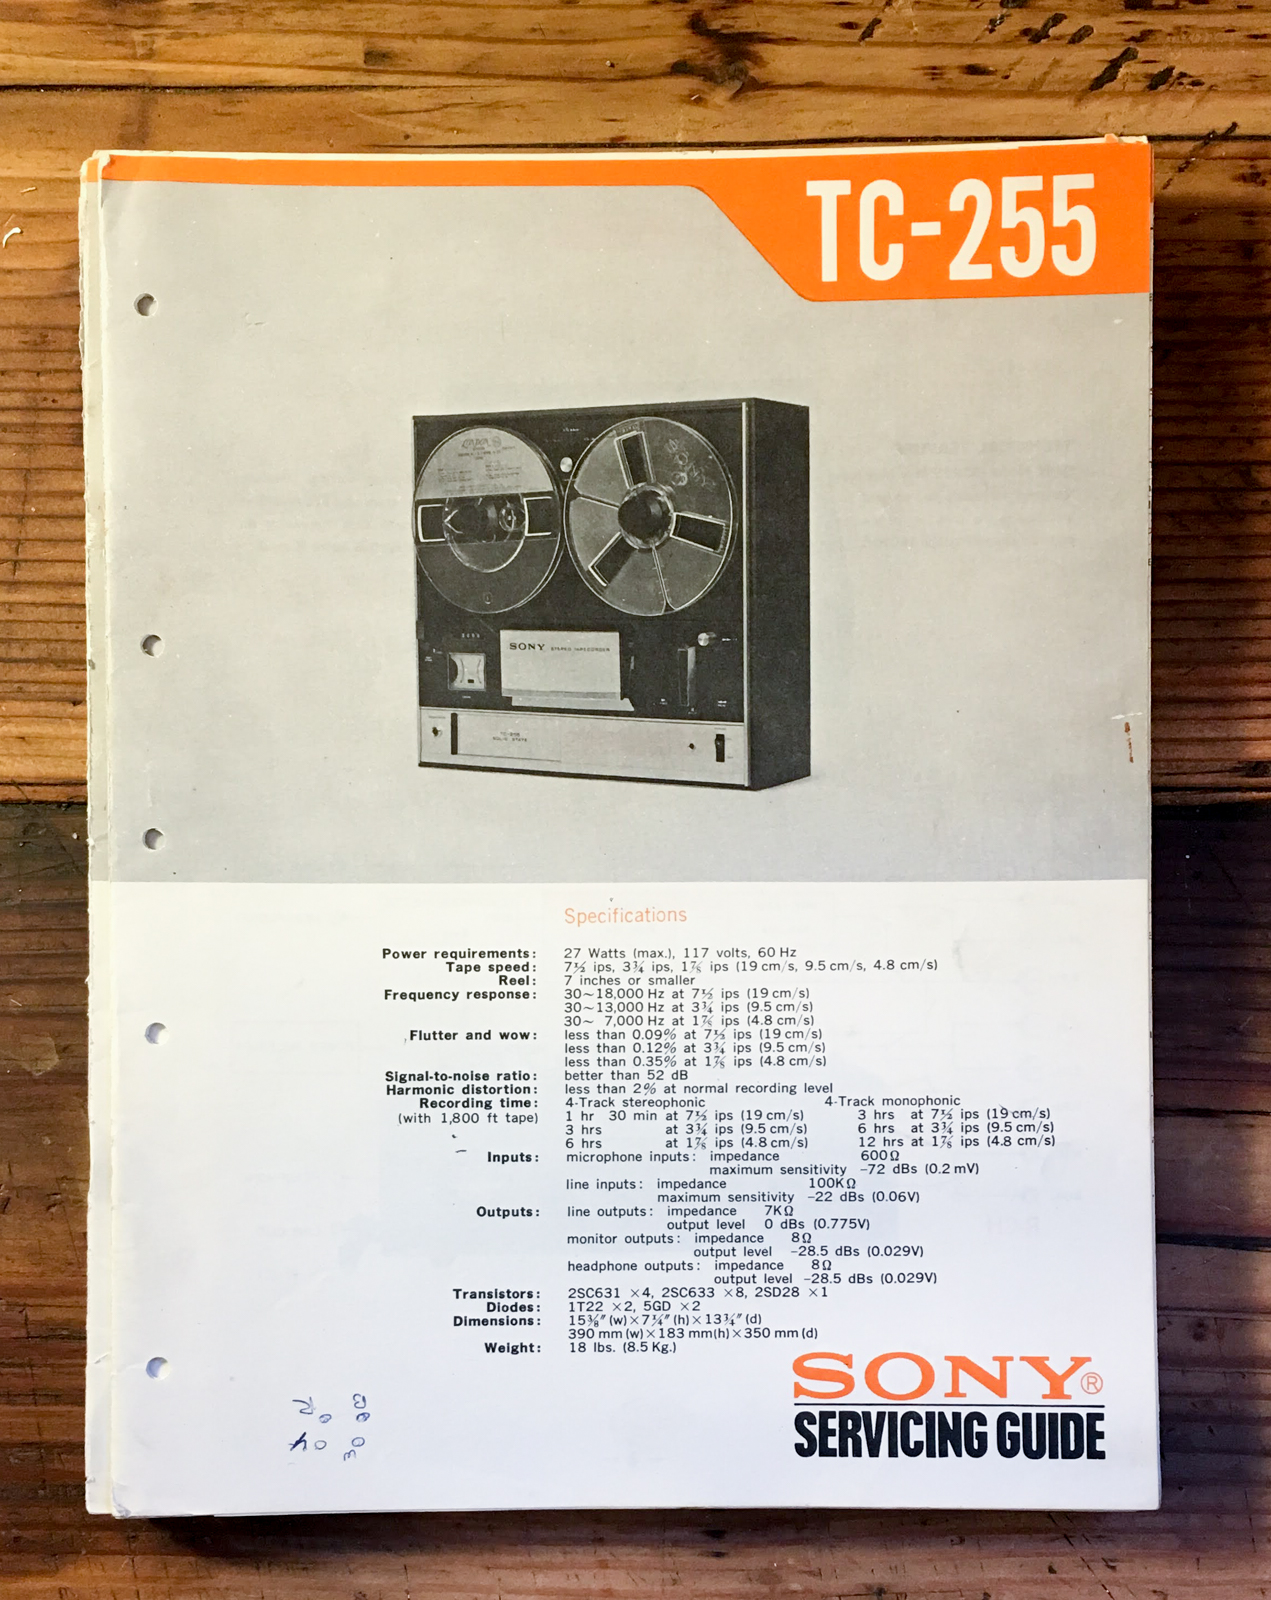 TC-255
SONY STEREO TAPECORDER
TC-255
SOLID STATE
Specifications
Power requirements: 27 Watts (max.), 117 volts, 60 Hz
Tape speed: 7½ ips, 3¾ ips, 1⅞ ips (19 cm/s, 9.5 cm/s, 4.8 cm/s)
Reel: 7 inches or smaller
Frequency response: 30~18,000 Hz at 7½ ips (19 cm/s)
30~13,000 Hz at 3¾ ips (9.5 cm/s)
30~ 7,000 Hz at 1⅞ ips (4.8 cm/s)
Flutter and wow: less than 0.09% at 7½ ips (19 cm/s)
less than 0.12% at 3¾ ips (9.5 cm/s)
less than 0.35% at 1⅞ ips (4.8 cm/s)
Signal-to-noise ratio: better than 52 dB
Harmonic distortion: less than 2% at normal recording level
Recording time: 4-Track stereophonic 4-Track monophonic
(with 1,800 ft tape) 1 hr 30 min at 7½ ips (19 cm/s) 3 hrs at 7½ ips (19 cm/s)
3 hrs at 3¾ ips (9.5 cm/s) 6 hrs at 3¾ ips (9.5 cm/s)
6 hrs at 1⅞ ips (4.8 cm/s) 12 hrs at 1⅞ ips (4.8 cm/s)
Inputs: microphone inputs: impedance 600Ω
maximum sensitivity -72 dBs (0.2 mV)
line inputs: impedance 100KΩ
maximum sensitivity -22 dBs (0.06V)
Outputs: line outputs: impedance 7KΩ
output level 0 dBs (0.775V)
monitor outputs: impedance 8Ω
output level -28.5 dBs (0.029V)
headphone outputs: impedance 8Ω
output level -28.5 dBs (0.029V)
Transistors: 2SC631 ×4, 2SC633 ×8, 2SD28 ×1
Diodes: 1T22 ×2, 5GD ×2
Dimensions: 15⅜" (w)×7¼" (h)×13¾" (d)
390 mm (w)×183 mm(h)×350 mm (d)
Weight: 18 lbs. (8.5 Kg.)
SONY®
SERVICING GUIDE